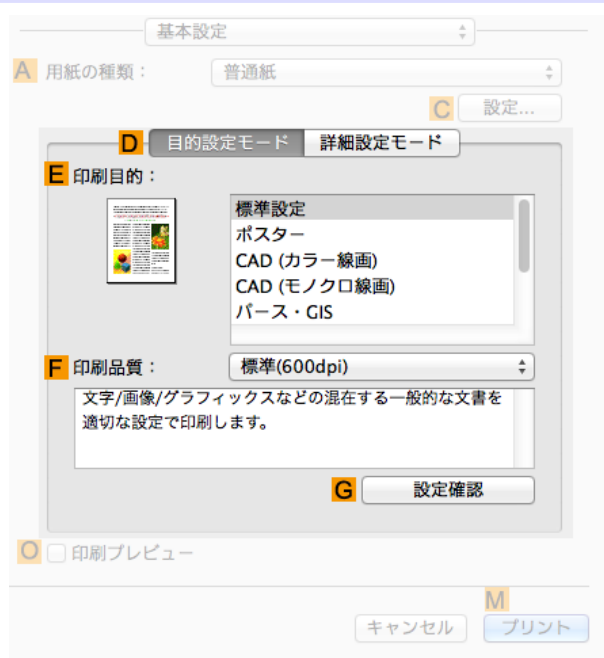 基本設定
A 用紙の種類： 普通紙
C 設定...
D 目的設定モード 詳細設定モード
E 印刷目的：
標準設定
ポスター
CAD (カラー線画)
CAD (モノクロ線画)
パース・GIS
F 印刷品質： 標準(600dpi)
文字/画像/グラフィックスなどの混在する一般的な文書を
適切な設定で印刷します。
G 設定確認
O 印刷プレビュー
M
キャンセル プリント